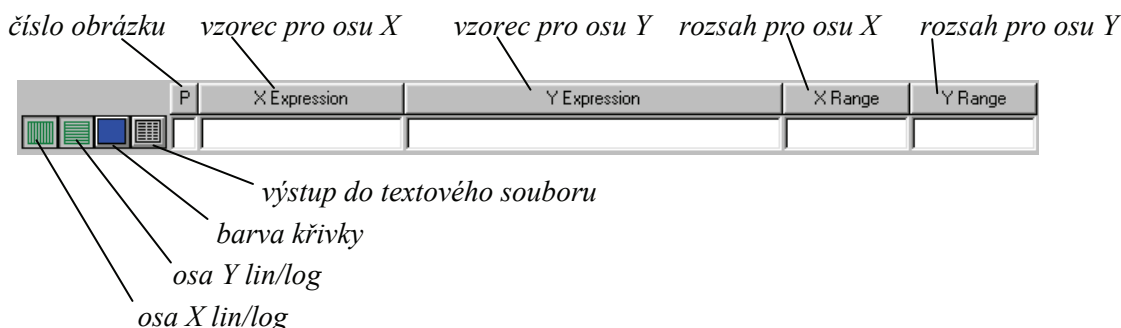 číslo obrázku vzorec pro osu X vzorec pro osu Y rozsah pro osu X rozsah pro osu Y
P X Expression Y Expression X Range Y Range
výstup do textového souboru
barva křivky
osa Y lin/log
osa X lin/log